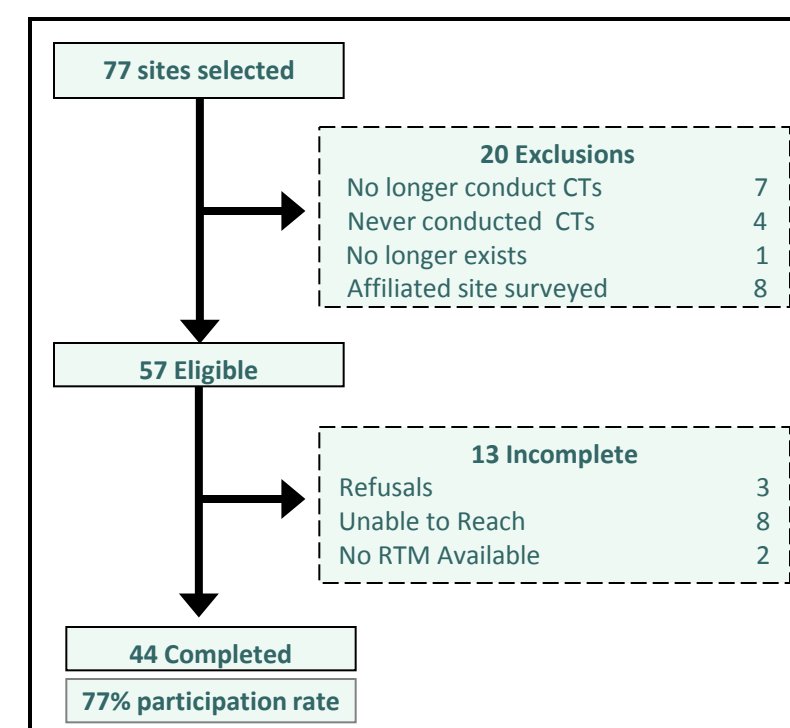 77 sites selected
20 Exclusions
No longer conduct CTs 7
Never conducted CTs 4
No longer exists 1
Affiliated site surveyed 8
57 Eligible
13 Incomplete
Refusals 3
Unable to Reach 8
No RTM Available 2
44 Completed
77% participation rate